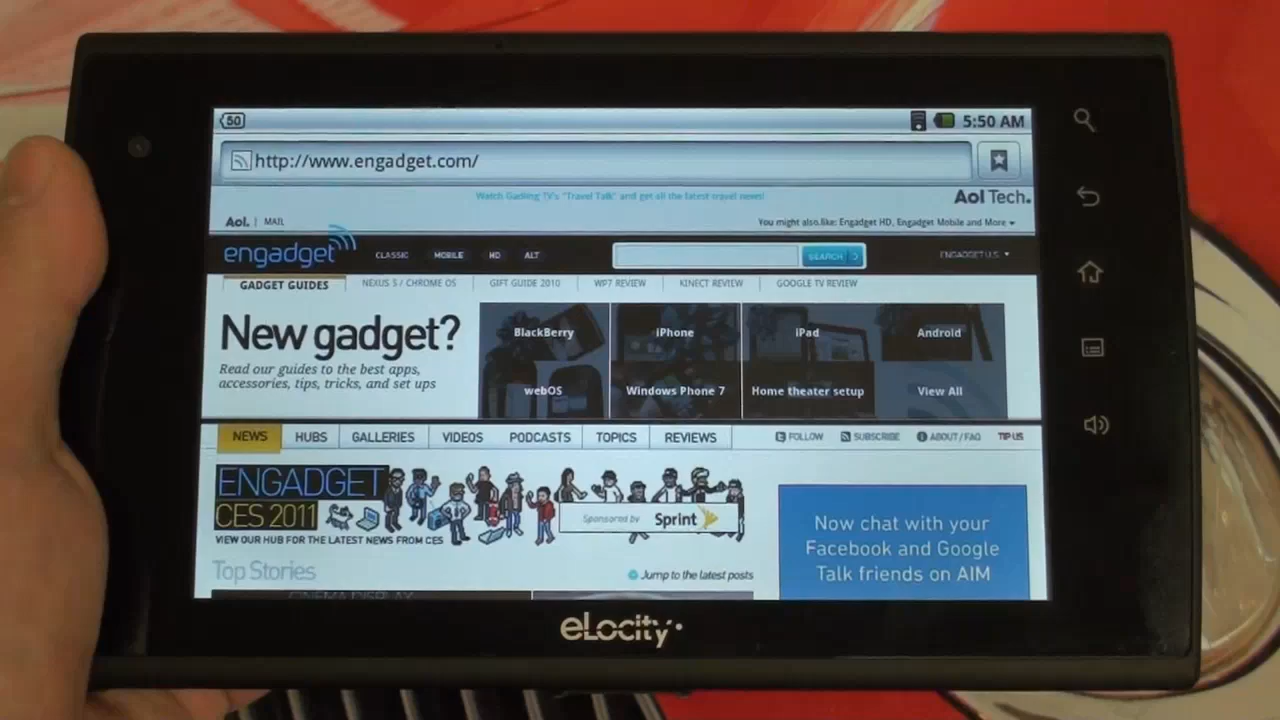 50 5:50 AM
http://www.engadget.com/
Watch Gadling TV's "Travel Talk" and get all the latest travel news!
Aol Tech.
Aol. | MAIL
You might also like: Engadget HD, Engadget Mobile and More
engadget CLASSIC MOBILE HD ALT SEARCH ENGADGET U.S.
GADGET GUIDES NEXUS S / CHROME OS GIFT GUIDE 2010 WP7 REVIEW KINECT REVIEW GOOGLE TV REVIEW
New gadget?
Read our guides to the best apps,
accessories, tips, tricks, and set ups
BlackBerry iPhone iPad Android
webOS Windows Phone 7 Home theater setup View All
NEWS HUBS GALLERIES VIDEOS PODCASTS TOPICS REVIEWS FOLLOW SUBSCRIBE ABOUT / FAQ TIP US
ENGADGET
CES 2011
VIEW OUR HUB FOR THE LATEST NEWS FROM CES
Sponsored by Sprint
Now chat with your
Facebook and Google
Talk friends on AIM
Top Stories
Jump to the latest posts
CINEMA DISPLAY
eLocity